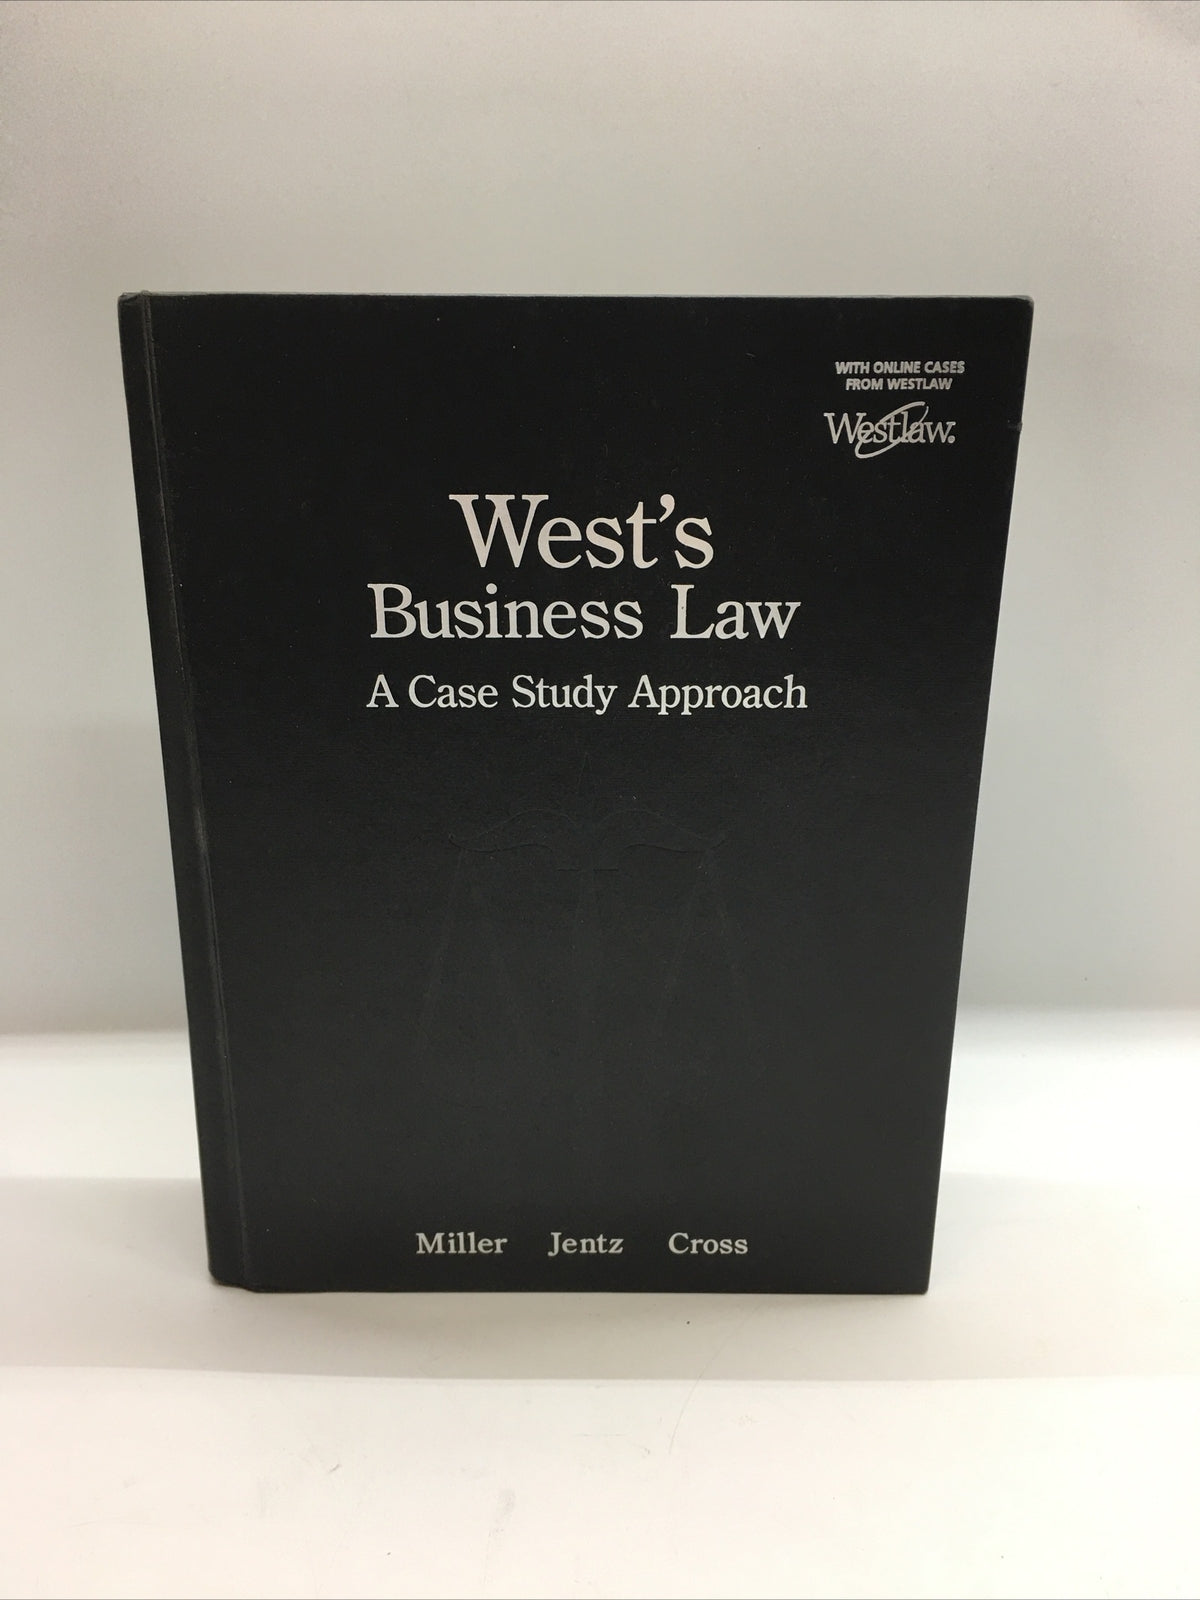 WITH ONLINE CASES
FROM WESTLAW
Westlaw.
West's
Business Law
A Case Study Approach
Miller Jentz Cross